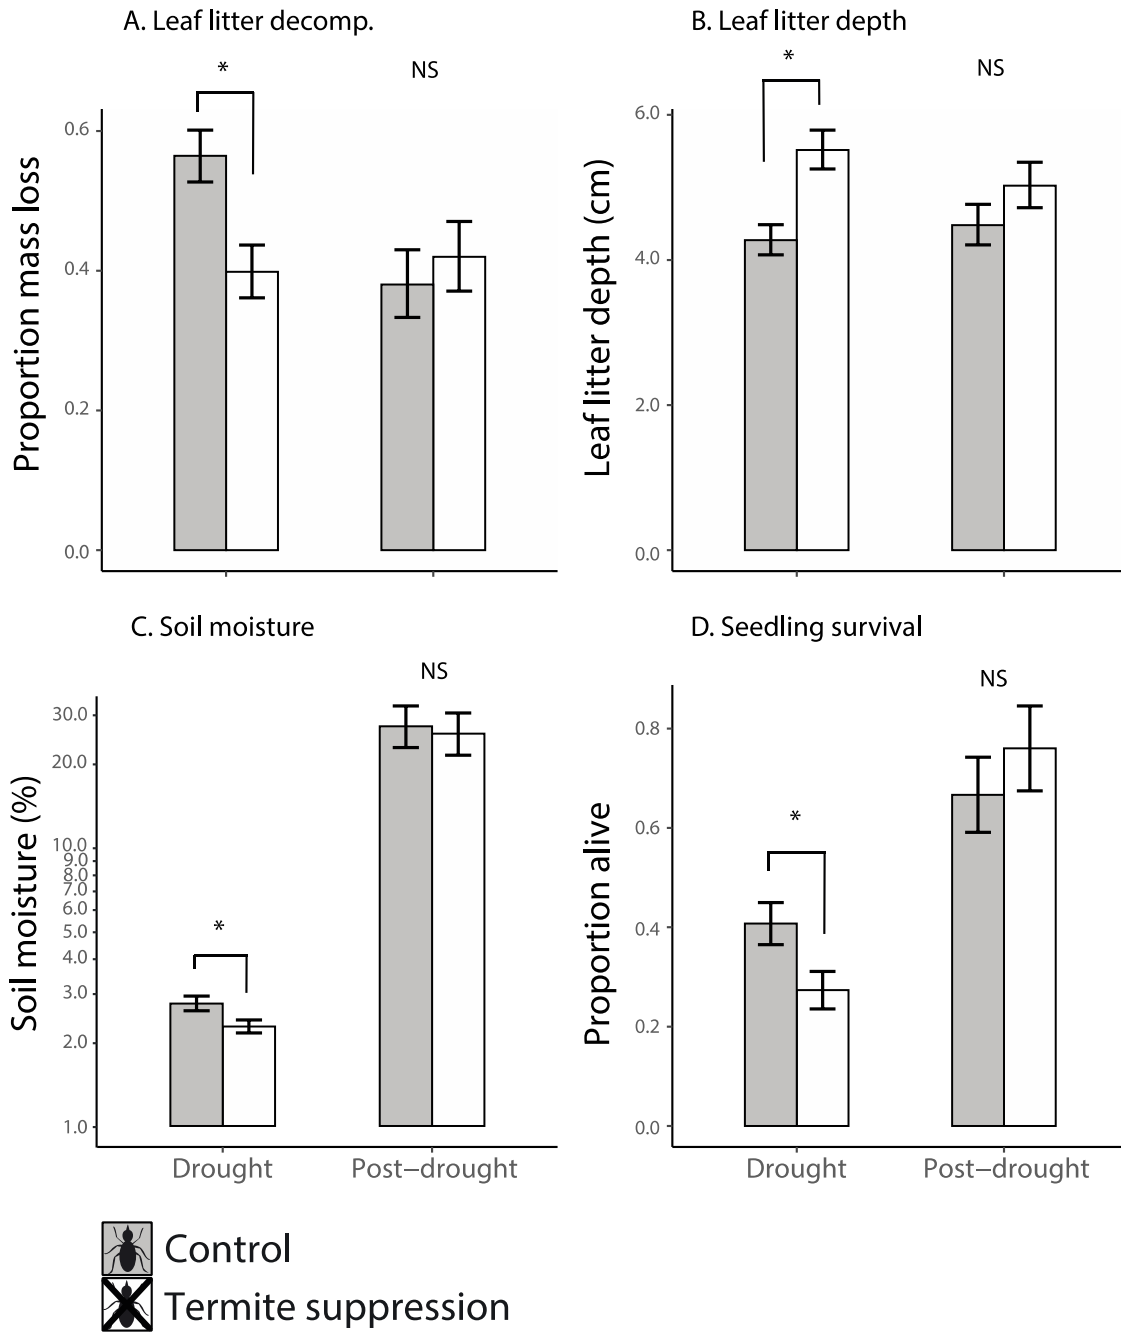 A. Leaf litter decomp.
B. Leaf litter depth
*
NS
*
NS
Proportion mass loss
0.6
0.4
0.2
0.0
Leaf litter depth (cm)
6.0
4.0
2.0
0.0
C. Soil moisture
D. Seedling survival
NS
NS
*
*
Soil moisture (%)
30.0
20.0
10.0
9.0
8.0
7.0
6.0
5.0
4.0
3.0
2.0
1.0
Proportion alive
0.8
0.6
0.4
0.2
0.0
Drought
Post–drought
Drought
Post–drought
Control
Termite suppression